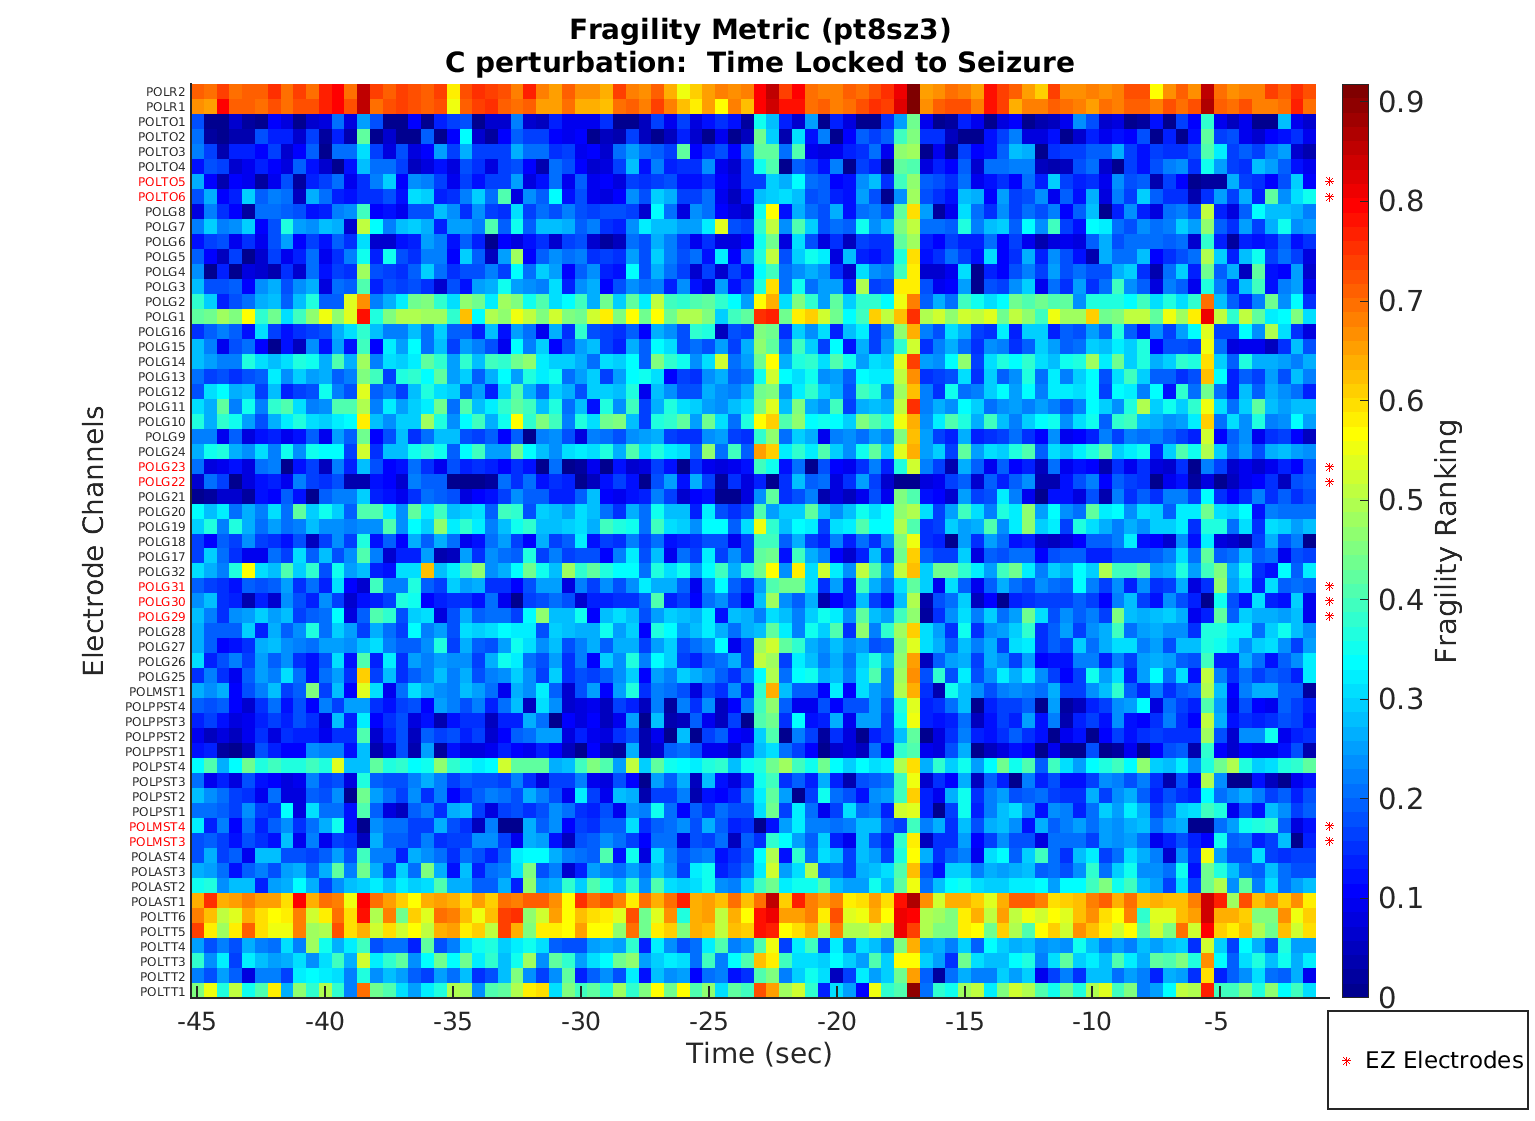 Fragility Metric (pt8sz3)
C perturbation:  Time Locked to Seizure
Electrode Channels
POLR2
POLR1
POLTO1
POLTO2
POLTO3
POLTO4
POLTO5
POLTO6
POLG8
POLG7
POLG6
POLG5
POLG4
POLG3
POLG2
POLG1
POLG16
POLG15
POLG14
POLG13
POLG12
POLG11
POLG10
POLG9
POLG24
POLG23
POLG22
POLG21
POLG20
POLG19
POLG18
POLG17
POLG32
POLG31
POLG30
POLG29
POLG28
POLG27
POLG26
POLG25
POLMST1
POLPPST4
POLPPST3
POLPPST2
POLPPST1
POLPST4
POLPST3
POLPST2
POLPST1
POLMST4
POLMST3
POLAST4
POLAST3
POLAST2
POLAST1
POLTT6
POLTT5
POLTT4
POLTT3
POLTT2
POLTT1
-45 -40 -35 -30 -25 -20 -15 -10 -5
Time (sec)
0.9
0.8
0.7
0.6
0.5
0.4
0.3
0.2
0.1
0
Fragility Ranking
* EZ Electrodes